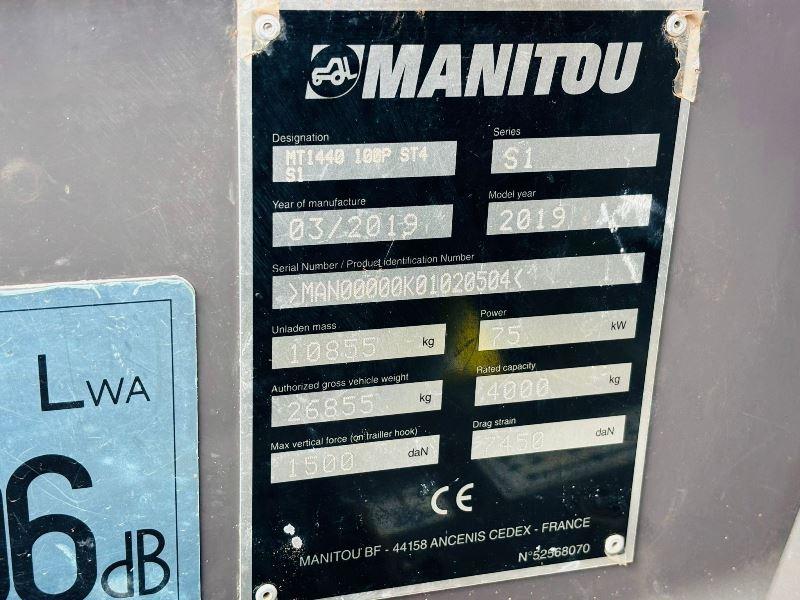 MANITOU
Designation
MT1440 100P ST4
S1
Series
S1
Year of manufacture
03/2019
Model year
2019
Serial Number / Product Identification Number
>MAN00000K01020504<
Unladen mass
10855 kg
Power
75 kW
Authorized gross vehicle weight
26855 kg
Rated capacity
4000 kg
Max vertical force (on trailler hook)
1500 daN
Drag strain
7450 daN
CE
MANITOU BF - 44158 ANCENIS CEDEX - FRANCE
N°52568070
LWA
06 dB